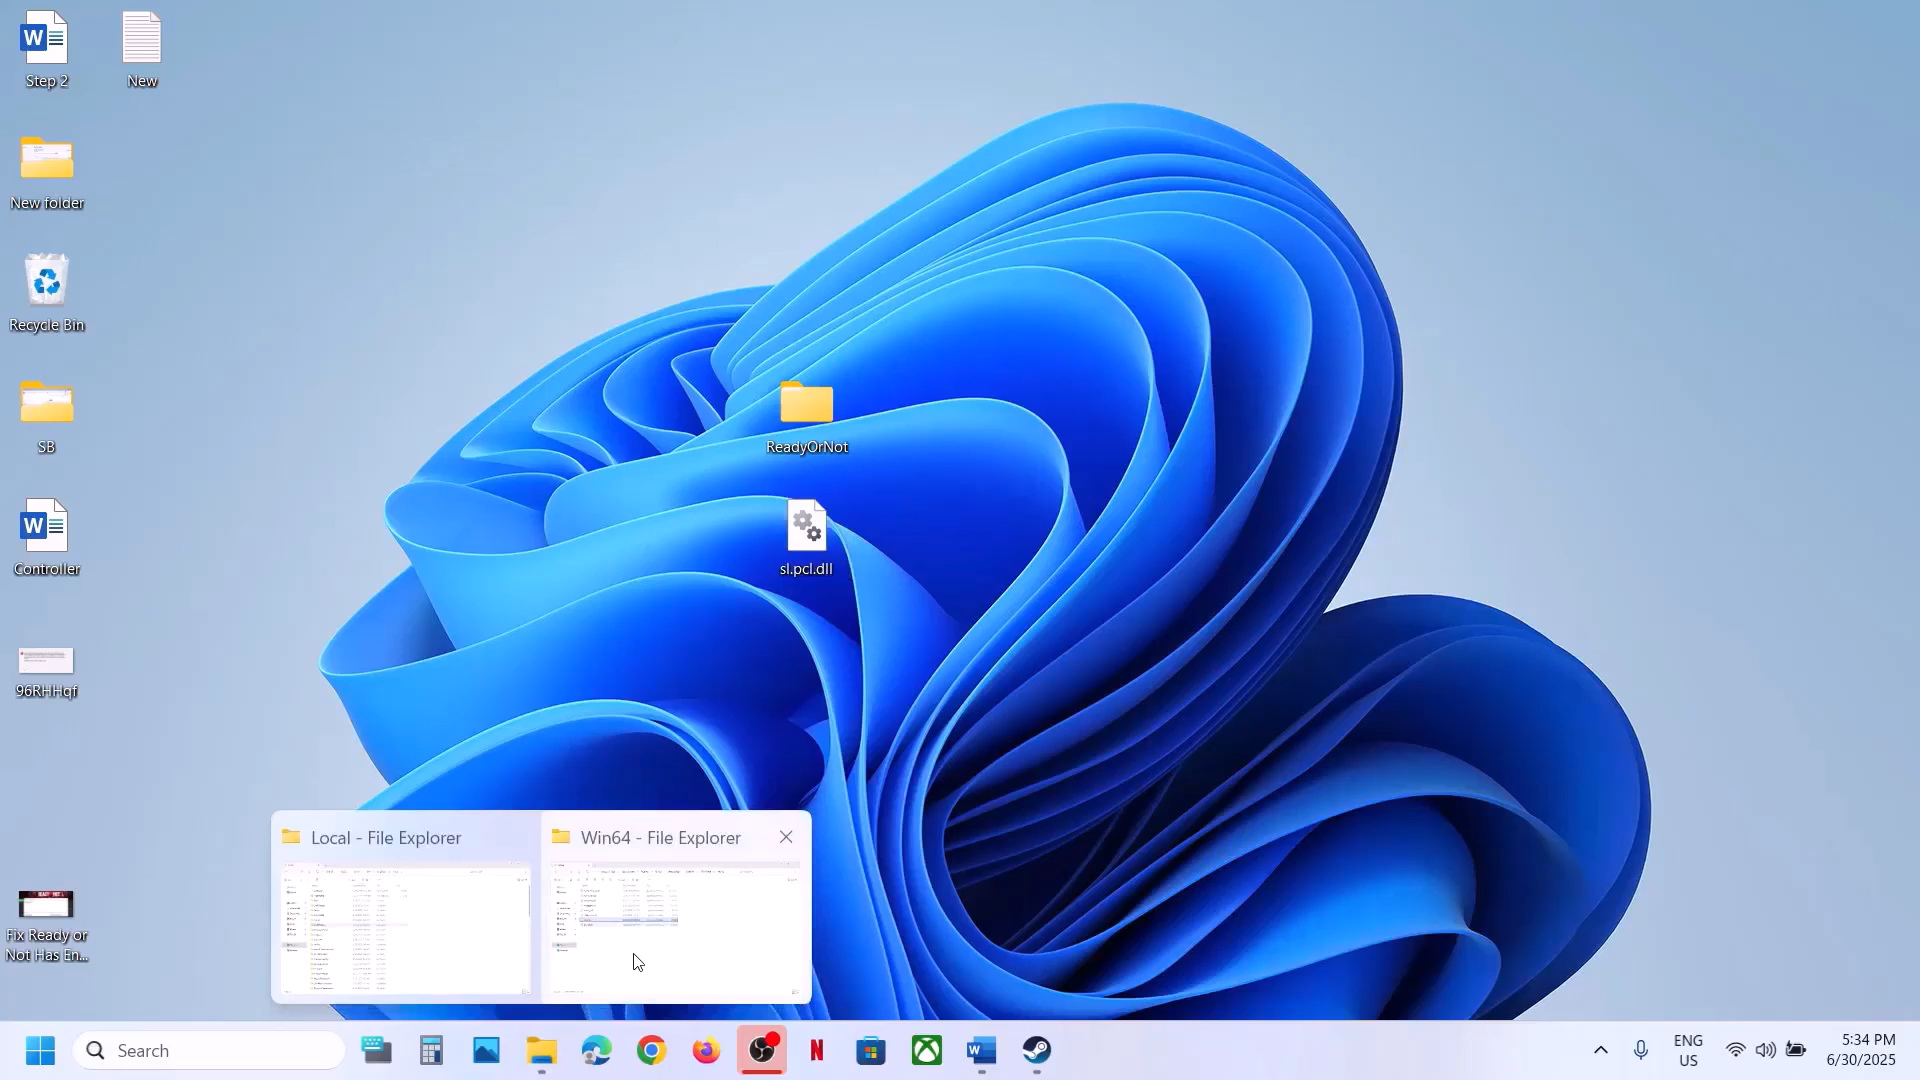 Step 2
New
New folder
Recycle Bin
SB
Controller
96RHHqf
Fix Ready or
Not Has En...
ReadyOrNot
sl.pcl.dll
Local - File Explorer
Win64 - File Explorer
Search
ENG
US
5:34 PM
6/30/2025